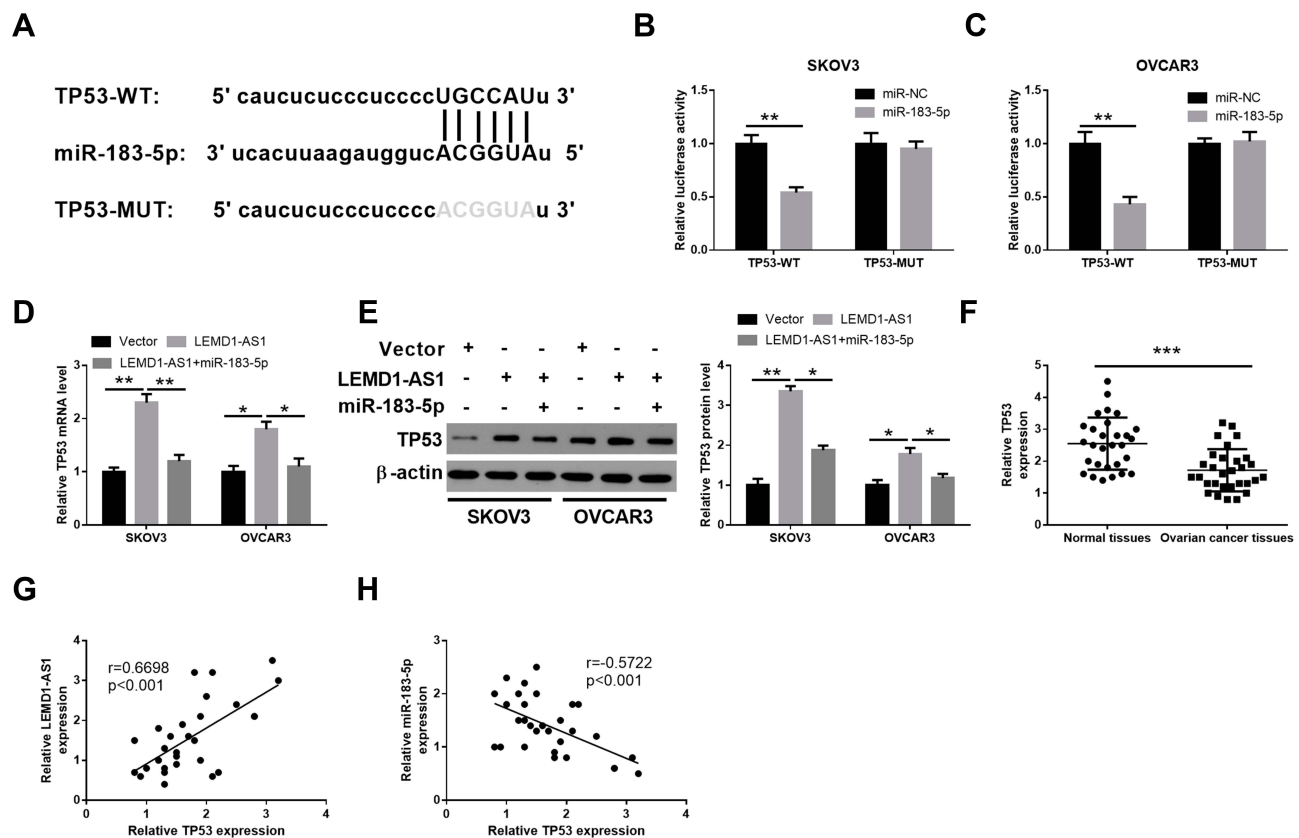 A
TP53-WT: 5' caucucucccuccccUGCCAUu 3'
miR-183-5p: 3' ucacuuaagauggucACGGUAu 5'
TP53-MUT: 5' caucucucccuccccACGGUAu 3'
B
SKOV3
miR-NC
miR-183-5p
Relative luciferase activity
1.5
1.0
0.5
0.0
**
TP53-WT TP53-MUT
C
OVCAR3
miR-NC
miR-183-5p
Relative luciferase activity
1.5
1.0
0.5
0.0
**
TP53-WT TP53-MUT
D
Vector LEMD1-AS1
LEMD1-AS1+miR-183-5p
Relative TP53 mRNA level
3
2
1
0
** ** * *
SKOV3 OVCAR3
E
Vector + - - + - -
LEMD1-AS1 - + + - + +
miR-183-5p - - + - - +
TP53
β-actin
SKOV3 OVCAR3
Vector LEMD1-AS1
LEMD1-AS1+miR-183-5p
Relative TP53 protein level
4
3
2
1
0
** * * *
SKOV3 OVCAR3
F
Relative TP53
expression
5
4
3
2
1
0
***
Normal tissues Ovarian cancer tissues
G
Relative LEMD1-AS1
expression
4
3
2
1
0
r=0.6698
p<0.001
0 1 2 3 4
Relative TP53 expression
H
Relative miR-183-5p
expression
3
2
1
0
r=-0.5722
p<0.001
0 1 2 3 4
Relative TP53 expression